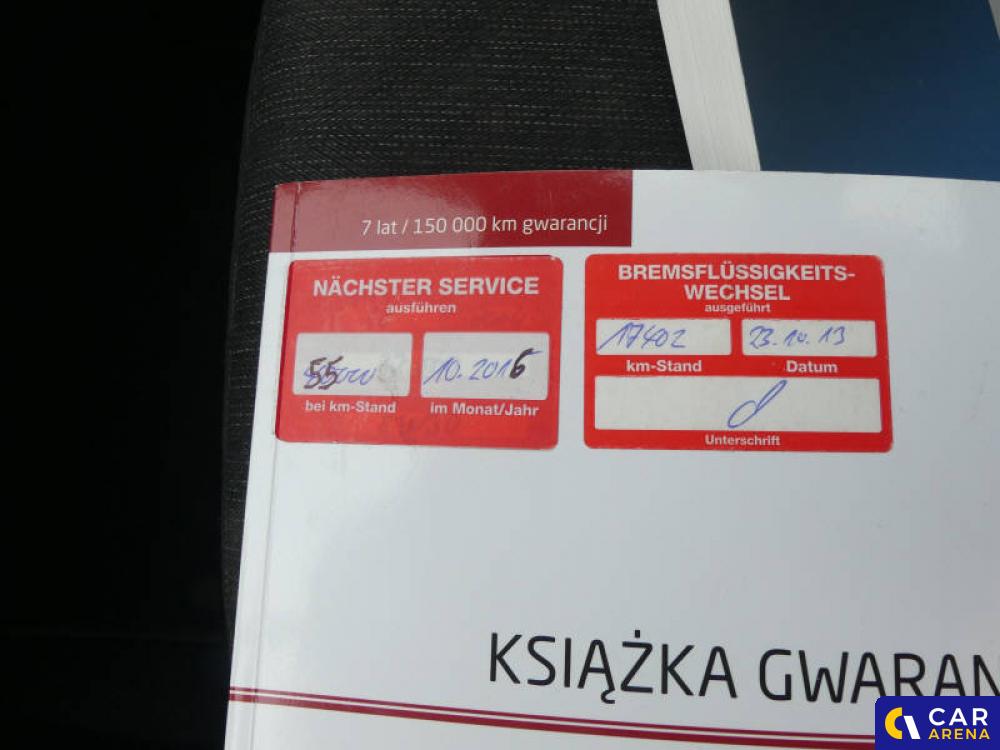 7 lat / 150 000 km gwarancji
NÄCHSTER SERVICE
ausführen
55000 10.2016
bei km-Stand im Monat/Jahr
BREMSFLÜSSIGKEITS-
WECHSEL
ausgeführt
17402 23.10.13
km-Stand Datum
Unterschrift
KSIĄŻKA GWARAN
CAR
ARENA